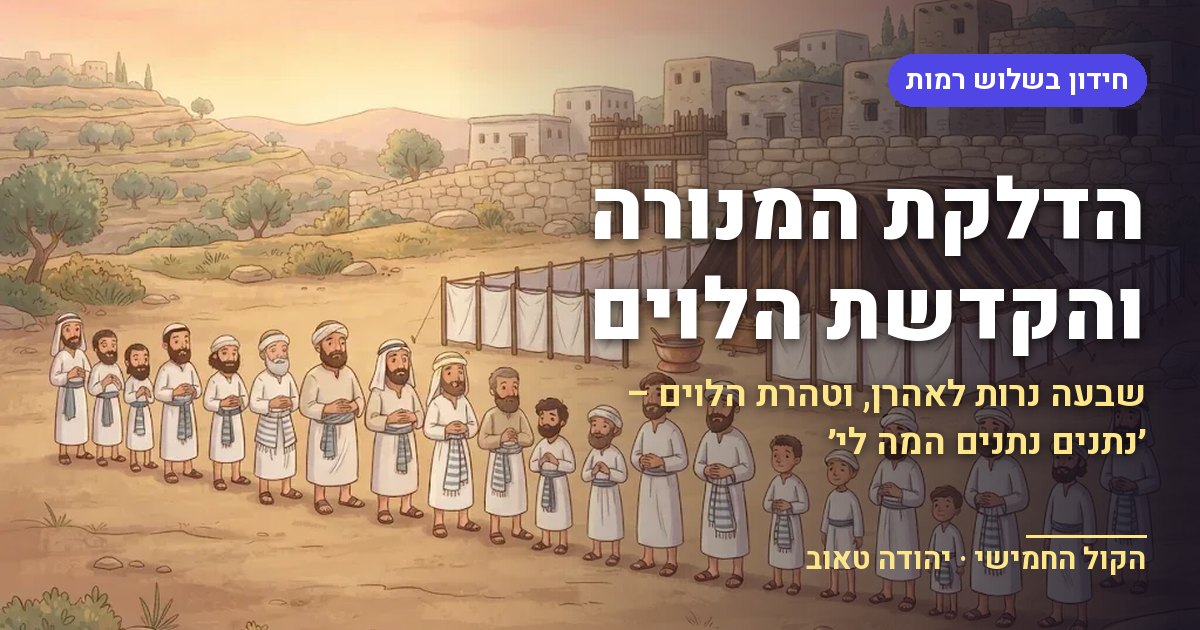 חידון בשלוש רמות
הדלקת המנורה
והקדשת הלוים
שבעה נרות לאהרן, וטהרת הלוים –
'נתנים נתנים המה לי'
הקול החמישי · יהודה טאוב